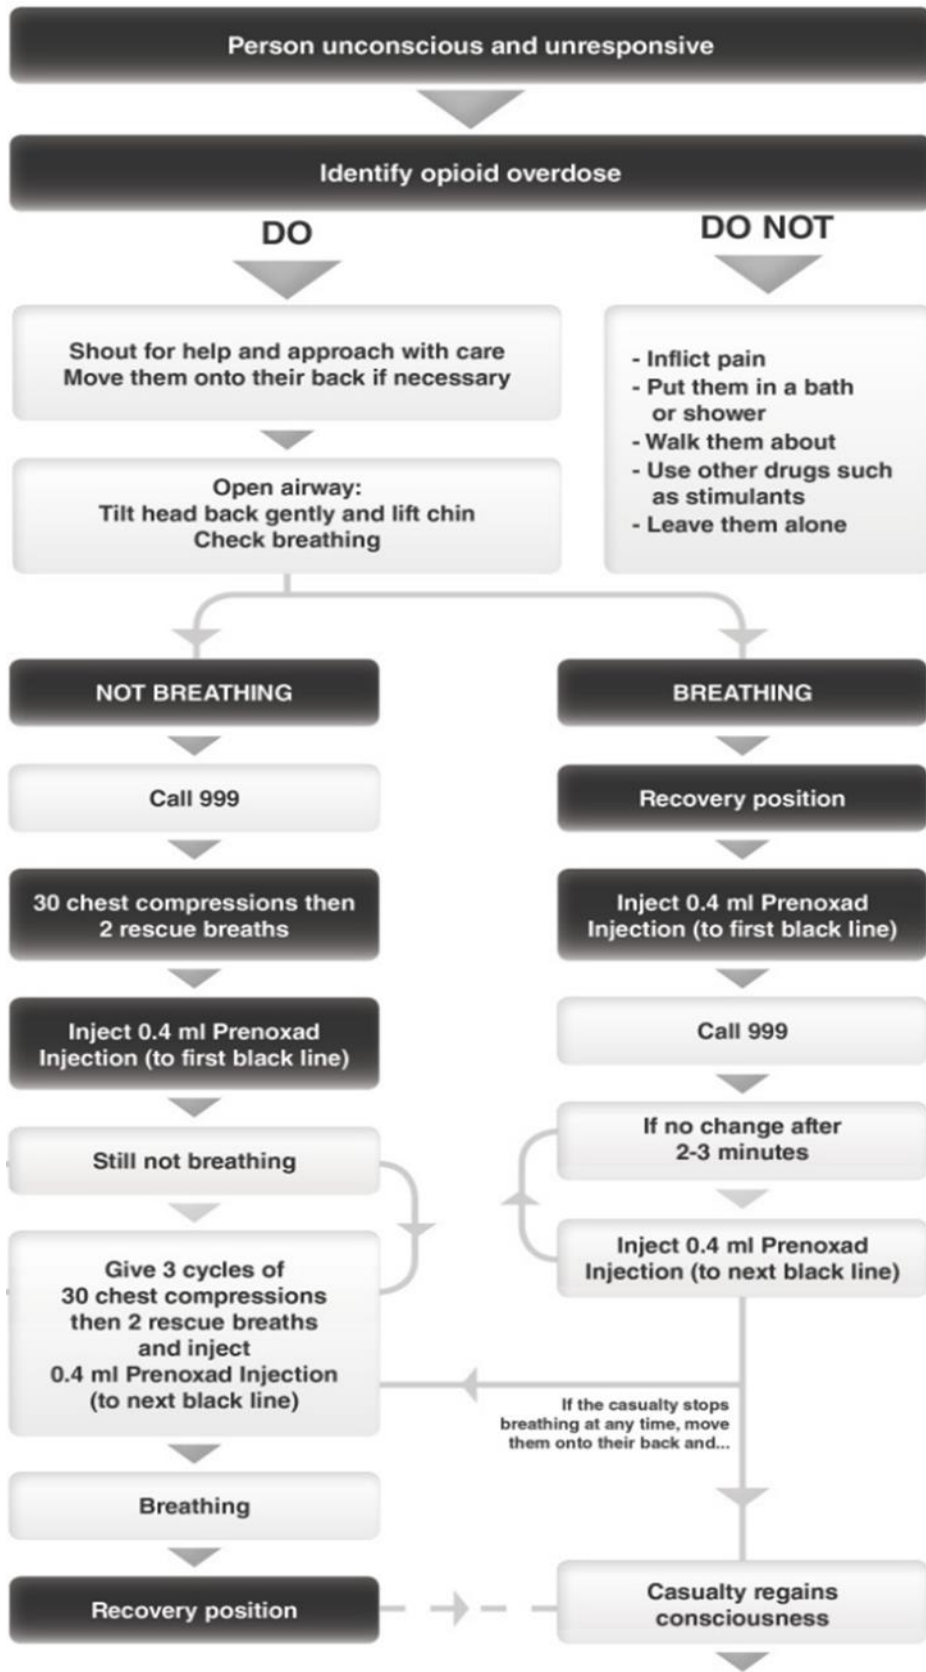 Person unconscious and unresponsive
Identify opioid overdose
DO
Shout for help and approach with care
Move them onto their back if necessary
Open airway:
Tilt head back gently and lift chin
Check breathing
DO NOT
- Inflict pain
- Put them in a bath
or shower
- Walk them about
- Use other drugs such
as stimulants
- Leave them alone
NOT BREATHING
Call 999
30 chest compressions then
2 rescue breaths
Inject 0.4 ml Prenoxad
Injection (to first black line)
Still not breathing
Give 3 cycles of
30 chest compressions
then 2 rescue breaths
and inject
0.4 ml Prenoxad Injection
(to next black line)
Breathing
Recovery position
BREATHING
Recovery position
Inject 0.4 ml Prenoxad
Injection (to first black line)
Call 999
If no change after
2-3 minutes
Inject 0.4 ml Prenoxad
Injection (to next black line)
If the casualty stops
breathing at any time, move
them onto their back and...
Casualty regains
consciousness